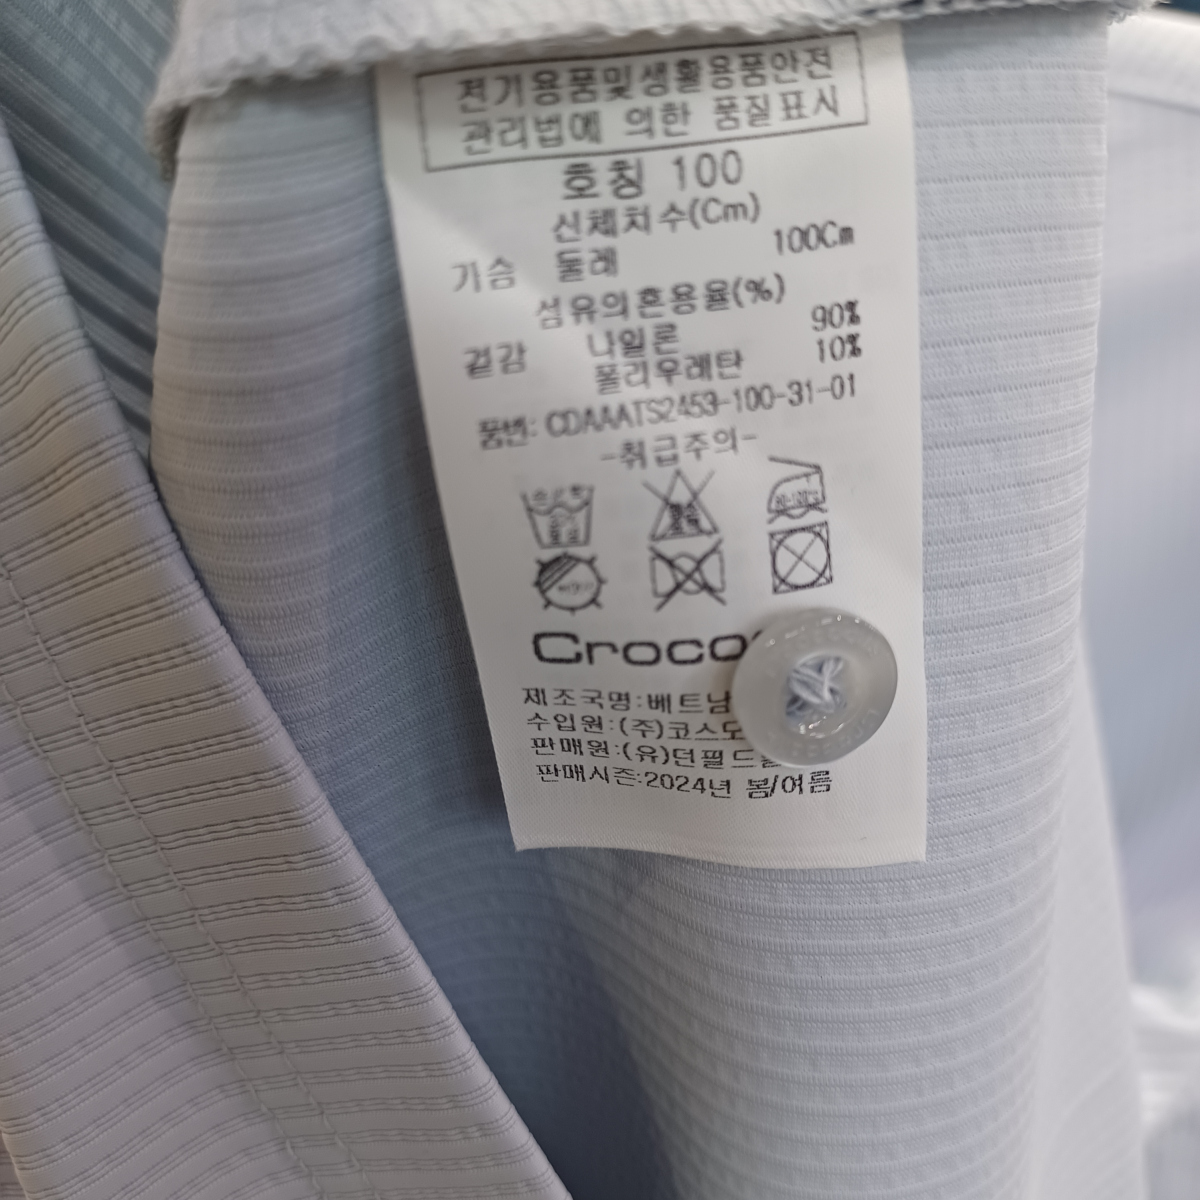 전기용품및생활용품안전
관리법에 의한 품질표시
호칭 100
신체치수(Cm)
가슴 둘레 100Cm
섬유의혼용율(%)
겉감 나일론 90%
폴리우레탄 10%
품번: CDAAATS2453-100-31-01
-취급주의-
Croco
제조국명:베트남
수입원:(주)코스모
판매원:(유)던필드
판매시즌:2024년 봄/여름